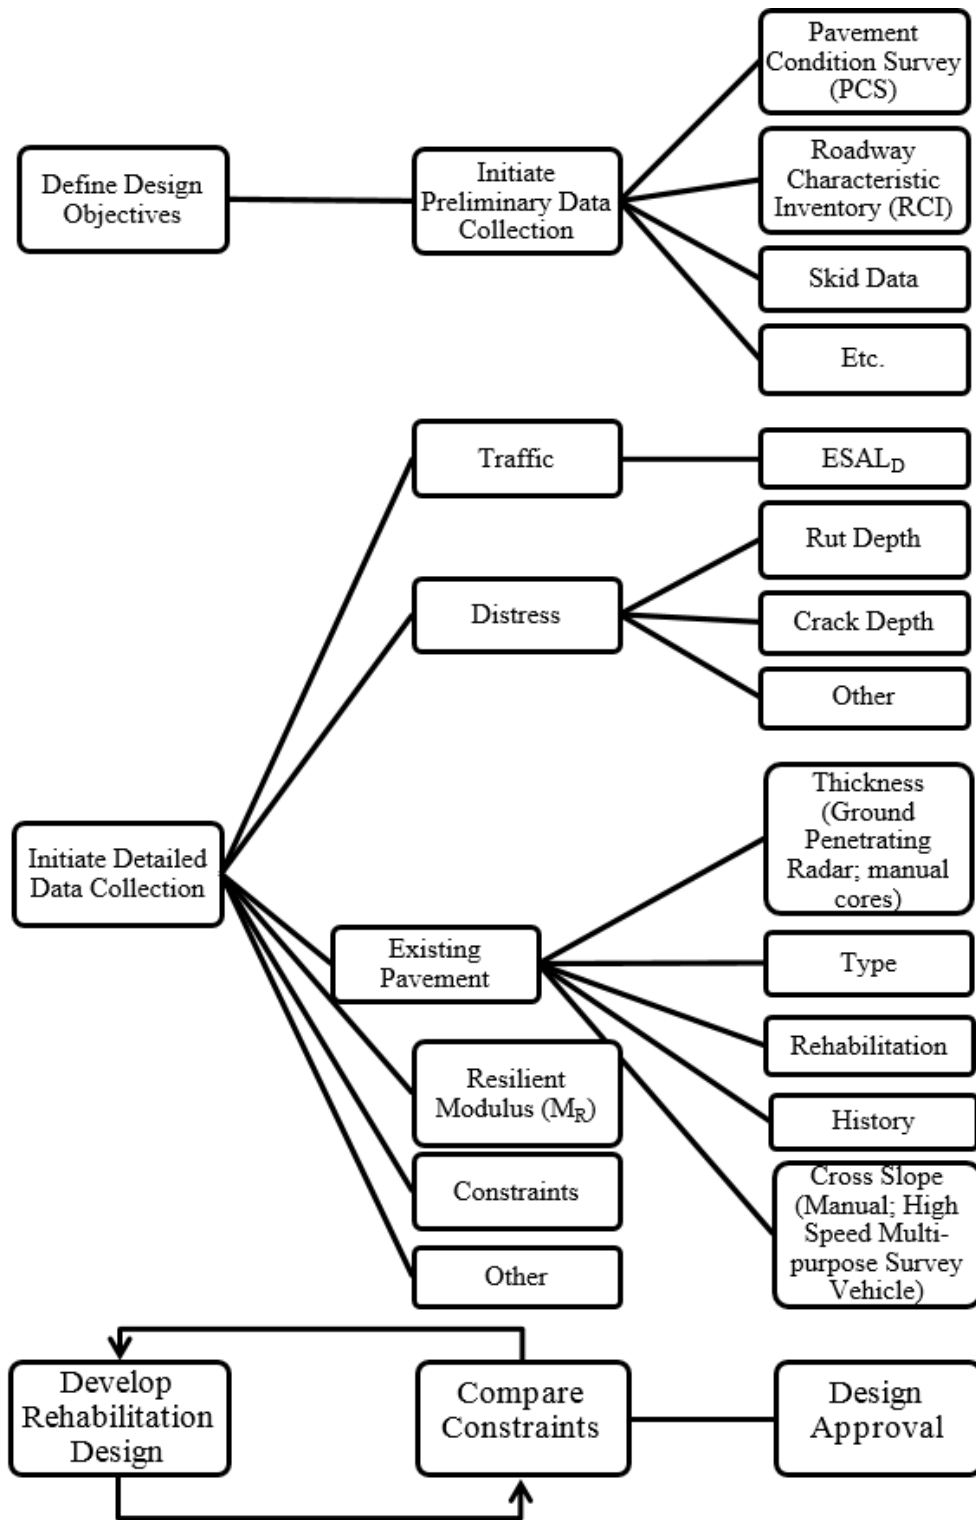 Define Design
Objectives
Initiate
Preliminary Data
Collection
Pavement
Condition Survey
(PCS)
Roadway
Characteristic
Inventory (RCI)
Skid Data
Etc.
Initiate Detailed
Data Collection
Traffic
ESAL_D
Distress
Rut Depth
Crack Depth
Other
Existing
Pavement
Thickness
(Ground
Penetrating
Radar; manual
cores)
Type
Rehabilitation
History
Cross Slope
(Manual; High
Speed Multi-
purpose Survey
Vehicle)
Resilient
Modulus (M_R)
Constraints
Other
Develop
Rehabilitation
Design
Compare
Constraints
Design
Approval